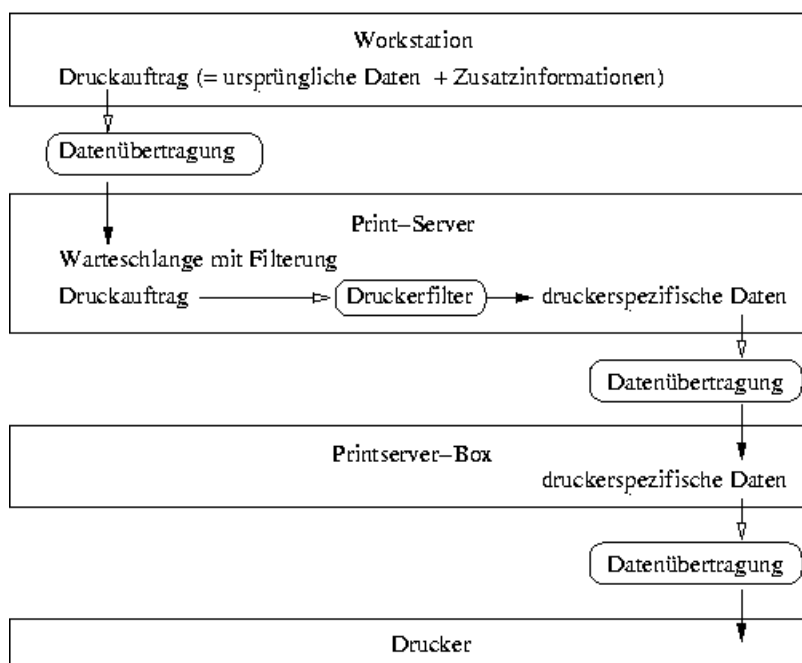 Workstation
Druckauftrag (= ursprüngliche Daten + Zusatzinformationen)
Datenübertragung
Print–Server
Warteschlange mit Filterung
Druckauftrag Druckerfilter druckerspezifische Daten
Datenübertragung
Printserver–Box
druckerspezifische Daten
Datenübertragung
Drucker